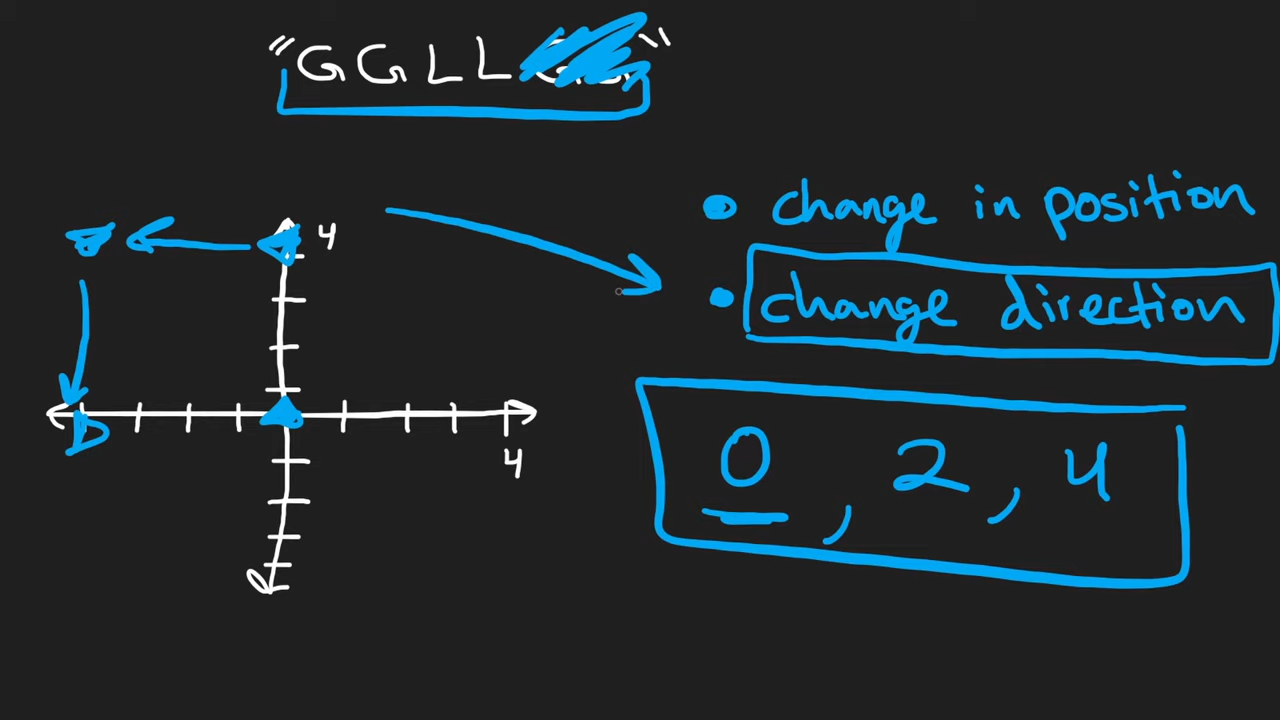 "GGLL"
• change in position
• change direction
4
4
0, 2, 4